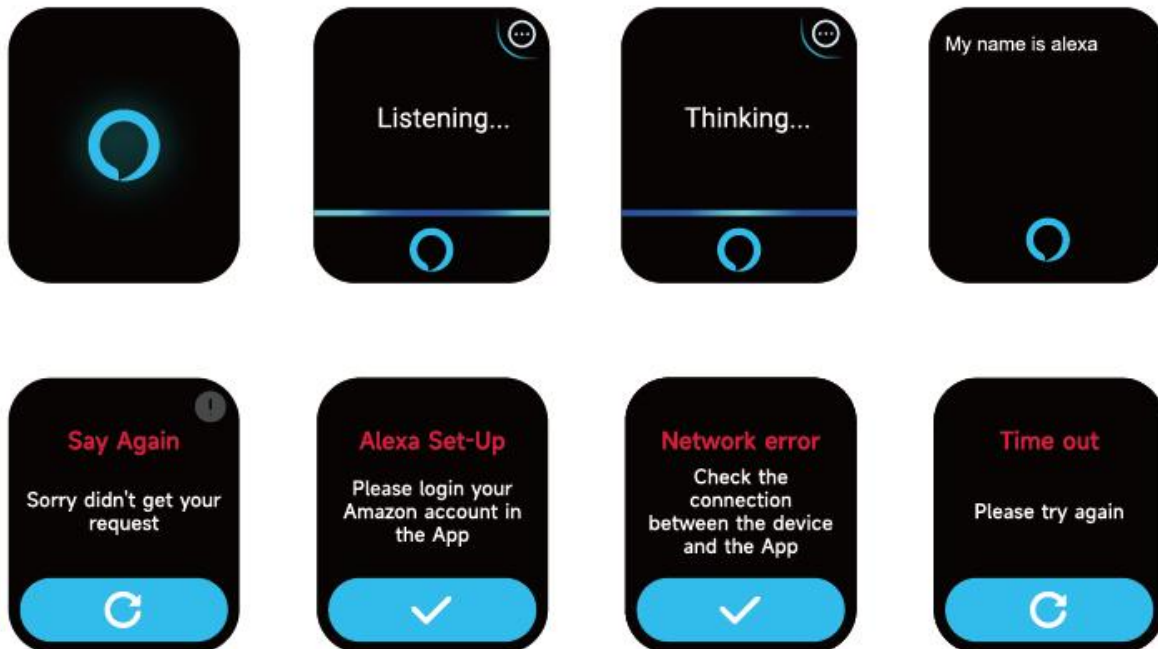 Listening...
Thinking...
My name is alexa
Say Again
Sorry didn't get your
request
Alexa Set-Up
Please login your
Amazon account in
the App
Network error
Check the
connection
between the device
and the App
Time out
Please try again